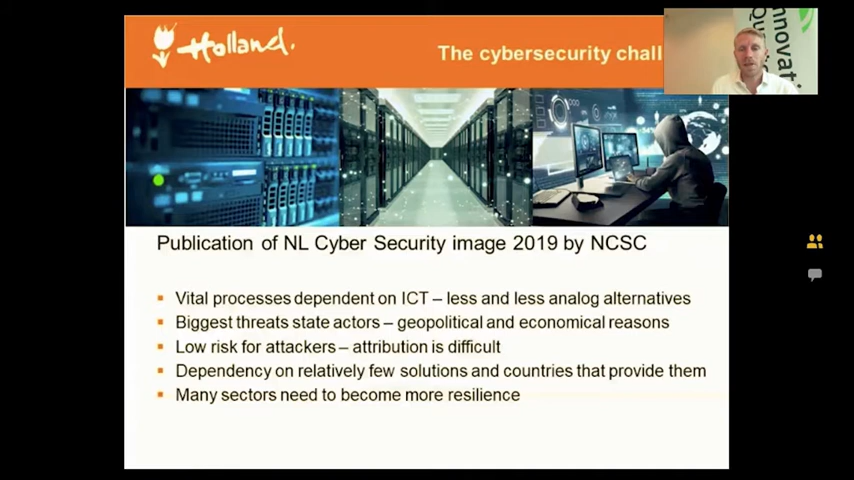 Holland.
The cybersecurity chall
nnovati
Publication of NL Cyber Security image 2019 by NCSC
▪ Vital processes dependent on ICT – less and less analog alternatives
▪ Biggest threats state actors – geopolitical and economical reasons
▪ Low risk for attackers – attribution is difficult
▪ Dependency on relatively few solutions and countries that provide them
▪ Many sectors need to become more resilience